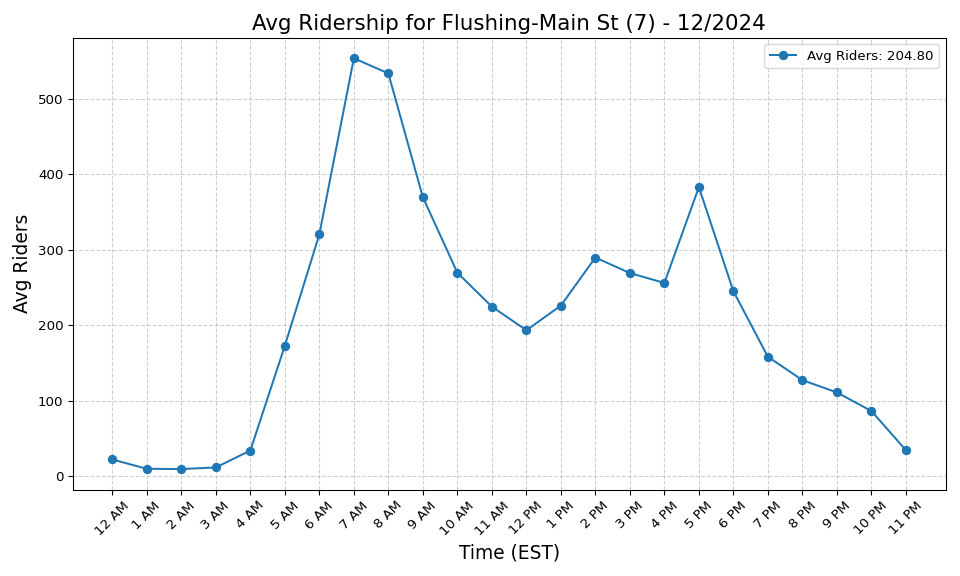 Avg Ridership for Flushing-Main St (7) - 12/2024
Avg Riders: 204.80
Avg Riders
500
400
300
200
100
0
12 AM
1 AM
2 AM
3 AM
4 AM
5 AM
6 AM
7 AM
8 AM
9 AM
10 AM
11 AM
12 PM
1 PM
2 PM
3 PM
4 PM
5 PM
6 PM
7 PM
8 PM
9 PM
10 PM
11 PM
Time (EST)